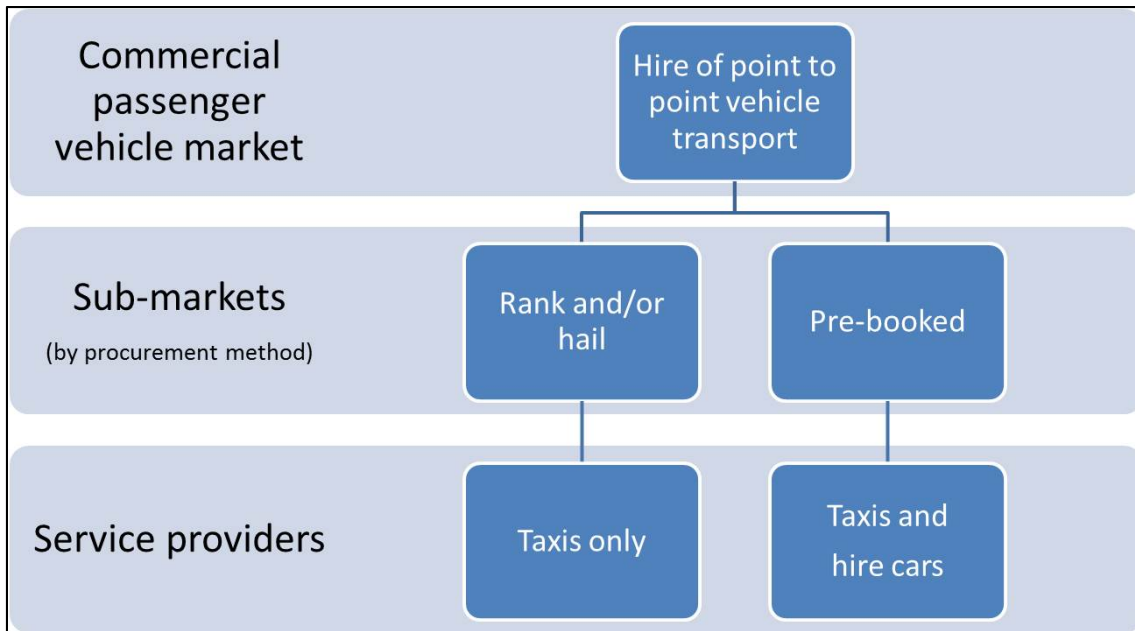 Commercial
passenger
vehicle market
Hire of point to
point vehicle
transport
Sub-markets
(by procurement method)
Rank and/or
hail
Pre-booked
Service providers
Taxis only
Taxis and
hire cars